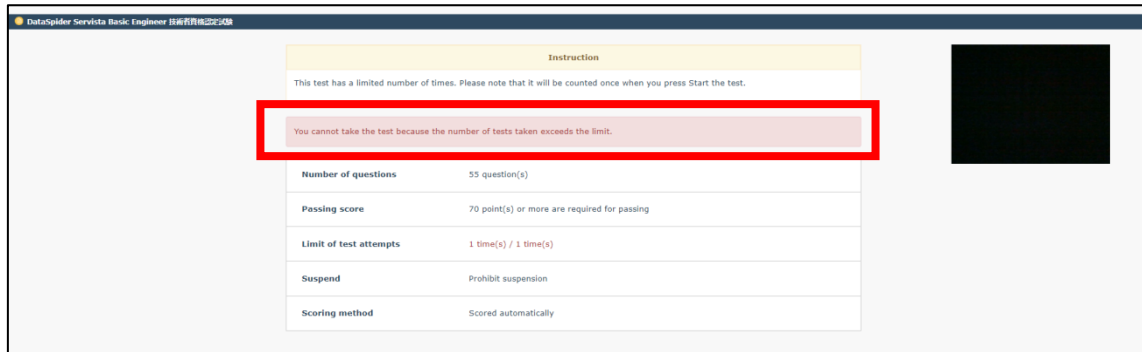 DataSpider Servista Basic Engineer 技術者資格認定試験
Instruction
This test has a limited number of times. Please note that it will be counted once when you press Start the test.
You cannot take the test because the number of tests taken exceeds the limit.
Number of questions 55 question(s)
Passing score 70 point(s) or more are required for passing
Limit of test attempts 1 time(s) / 1 time(s)
Suspend Prohibit suspension
Scoring method Scored automatically